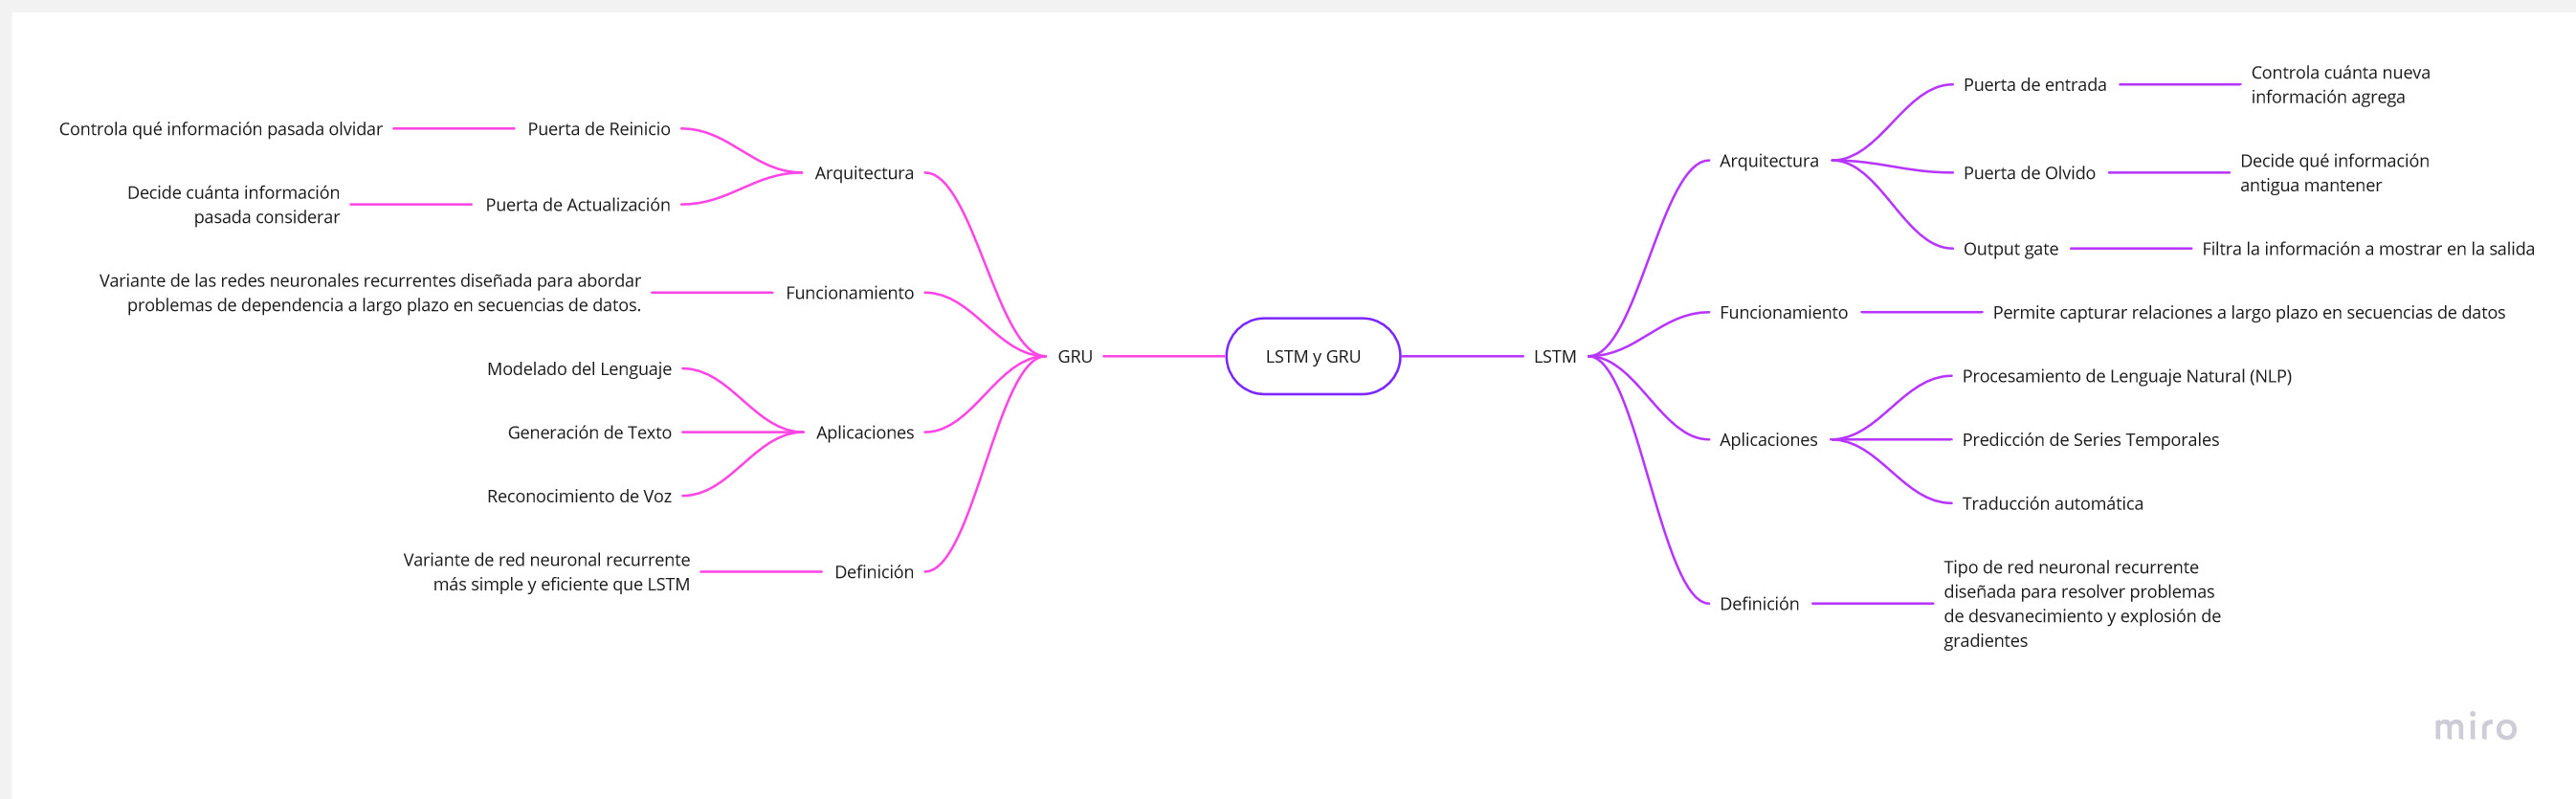 LSTM y GRU
GRU
Arquitectura
Puerta de Reinicio
Controla qué información pasada olvidar
Puerta de Actualización
Decide cuánta información
pasada considerar
Funcionamiento
Variante de las redes neuronales recurrentes diseñada para abordar
problemas de dependencia a largo plazo en secuencias de datos.
Aplicaciones
Modelado del Lenguaje
Generación de Texto
Reconocimiento de Voz
Definición
Variante de red neuronal recurrente
más simple y eficiente que LSTM
LSTM
Arquitectura
Puerta de entrada
Controla cuánta nueva
información agrega
Puerta de Olvido
Decide qué información
antigua mantener
Output gate
Filtra la información a mostrar en la salida
Funcionamiento
Permite capturar relaciones a largo plazo en secuencias de datos
Aplicaciones
Procesamiento de Lenguaje Natural (NLP)
Predicción de Series Temporales
Traducción automática
Definición
Tipo de red neuronal recurrente
diseñada para resolver problemas
de desvanecimiento y explosión de
gradientes
miro